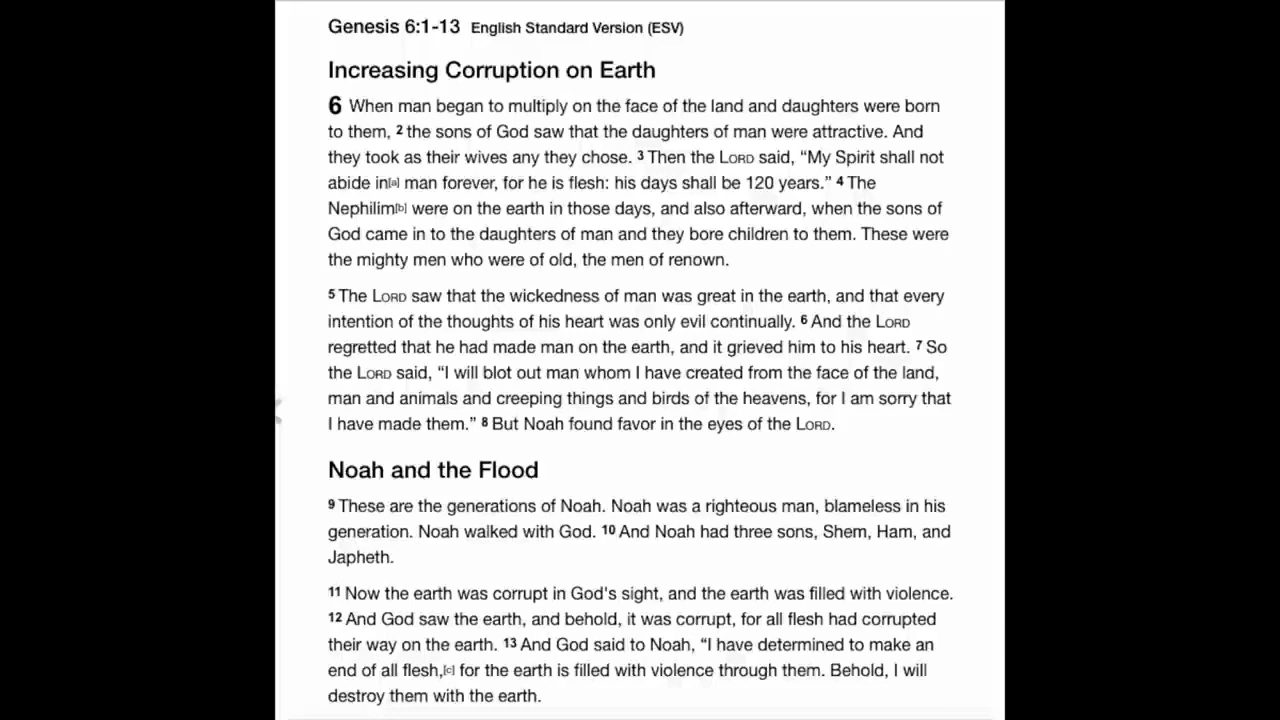 Genesis 6:1-13 English Standard Version (ESV)
Increasing Corruption on Earth
6 When man began to multiply on the face of the land and daughters were born
to them, 2 the sons of God saw that the daughters of man were attractive. And
they took as their wives any they chose. 3 Then the LORD said, “My Spirit shall not
abide in[a] man forever, for he is flesh: his days shall be 120 years.” 4 The
Nephilim[b] were on the earth in those days, and also afterward, when the sons of
God came in to the daughters of man and they bore children to them. These were
the mighty men who were of old, the men of renown.
5 The LORD saw that the wickedness of man was great in the earth, and that every
intention of the thoughts of his heart was only evil continually. 6 And the LORD
regretted that he had made man on the earth, and it grieved him to his heart. 7 So
the LORD said, “I will blot out man whom I have created from the face of the land,
man and animals and creeping things and birds of the heavens, for I am sorry that
I have made them.” 8 But Noah found favor in the eyes of the LORD.
Noah and the Flood
9 These are the generations of Noah. Noah was a righteous man, blameless in his
generation. Noah walked with God. 10 And Noah had three sons, Shem, Ham, and
Japheth.
11 Now the earth was corrupt in God's sight, and the earth was filled with violence.
12 And God saw the earth, and behold, it was corrupt, for all flesh had corrupted
their way on the earth. 13 And God said to Noah, “I have determined to make an
end of all flesh,[c] for the earth is filled with violence through them. Behold, I will
destroy them with the earth.